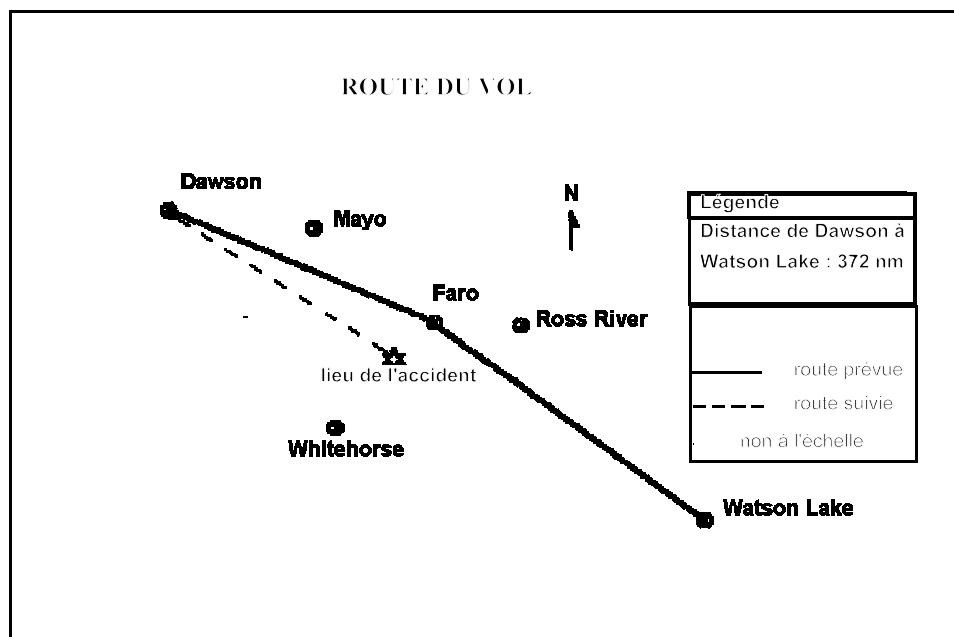 ROUTE DU VOL
Dawson
Mayo
N
Faro
Ross River
lieu de l'accident
Whitehorse
Watson Lake
Légende
Distance de Dawson à
Watson Lake : 372 nm
route prévue
route suivie
non à l'échelle